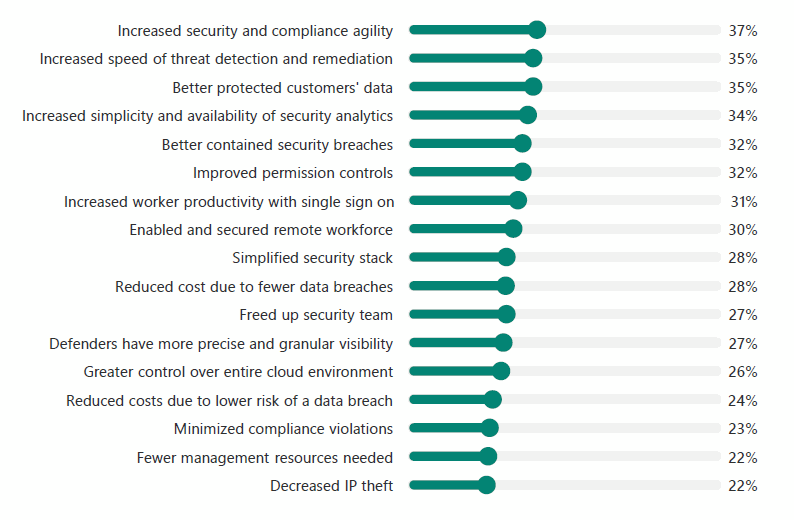 Increased security and compliance agility 37%
Increased speed of threat detection and remediation 35%
Better protected customers' data 35%
Increased simplicity and availability of security analytics 34%
Better contained security breaches 32%
Improved permission controls 32%
Increased worker productivity with single sign on 31%
Enabled and secured remote workforce 30%
Simplified security stack 28%
Reduced cost due to fewer data breaches 28%
Freed up security team 27%
Defenders have more precise and granular visibility 27%
Greater control over entire cloud environment 26%
Reduced costs due to lower risk of a data breach 24%
Minimized compliance violations 23%
Fewer management resources needed 22%
Decreased IP theft 22%